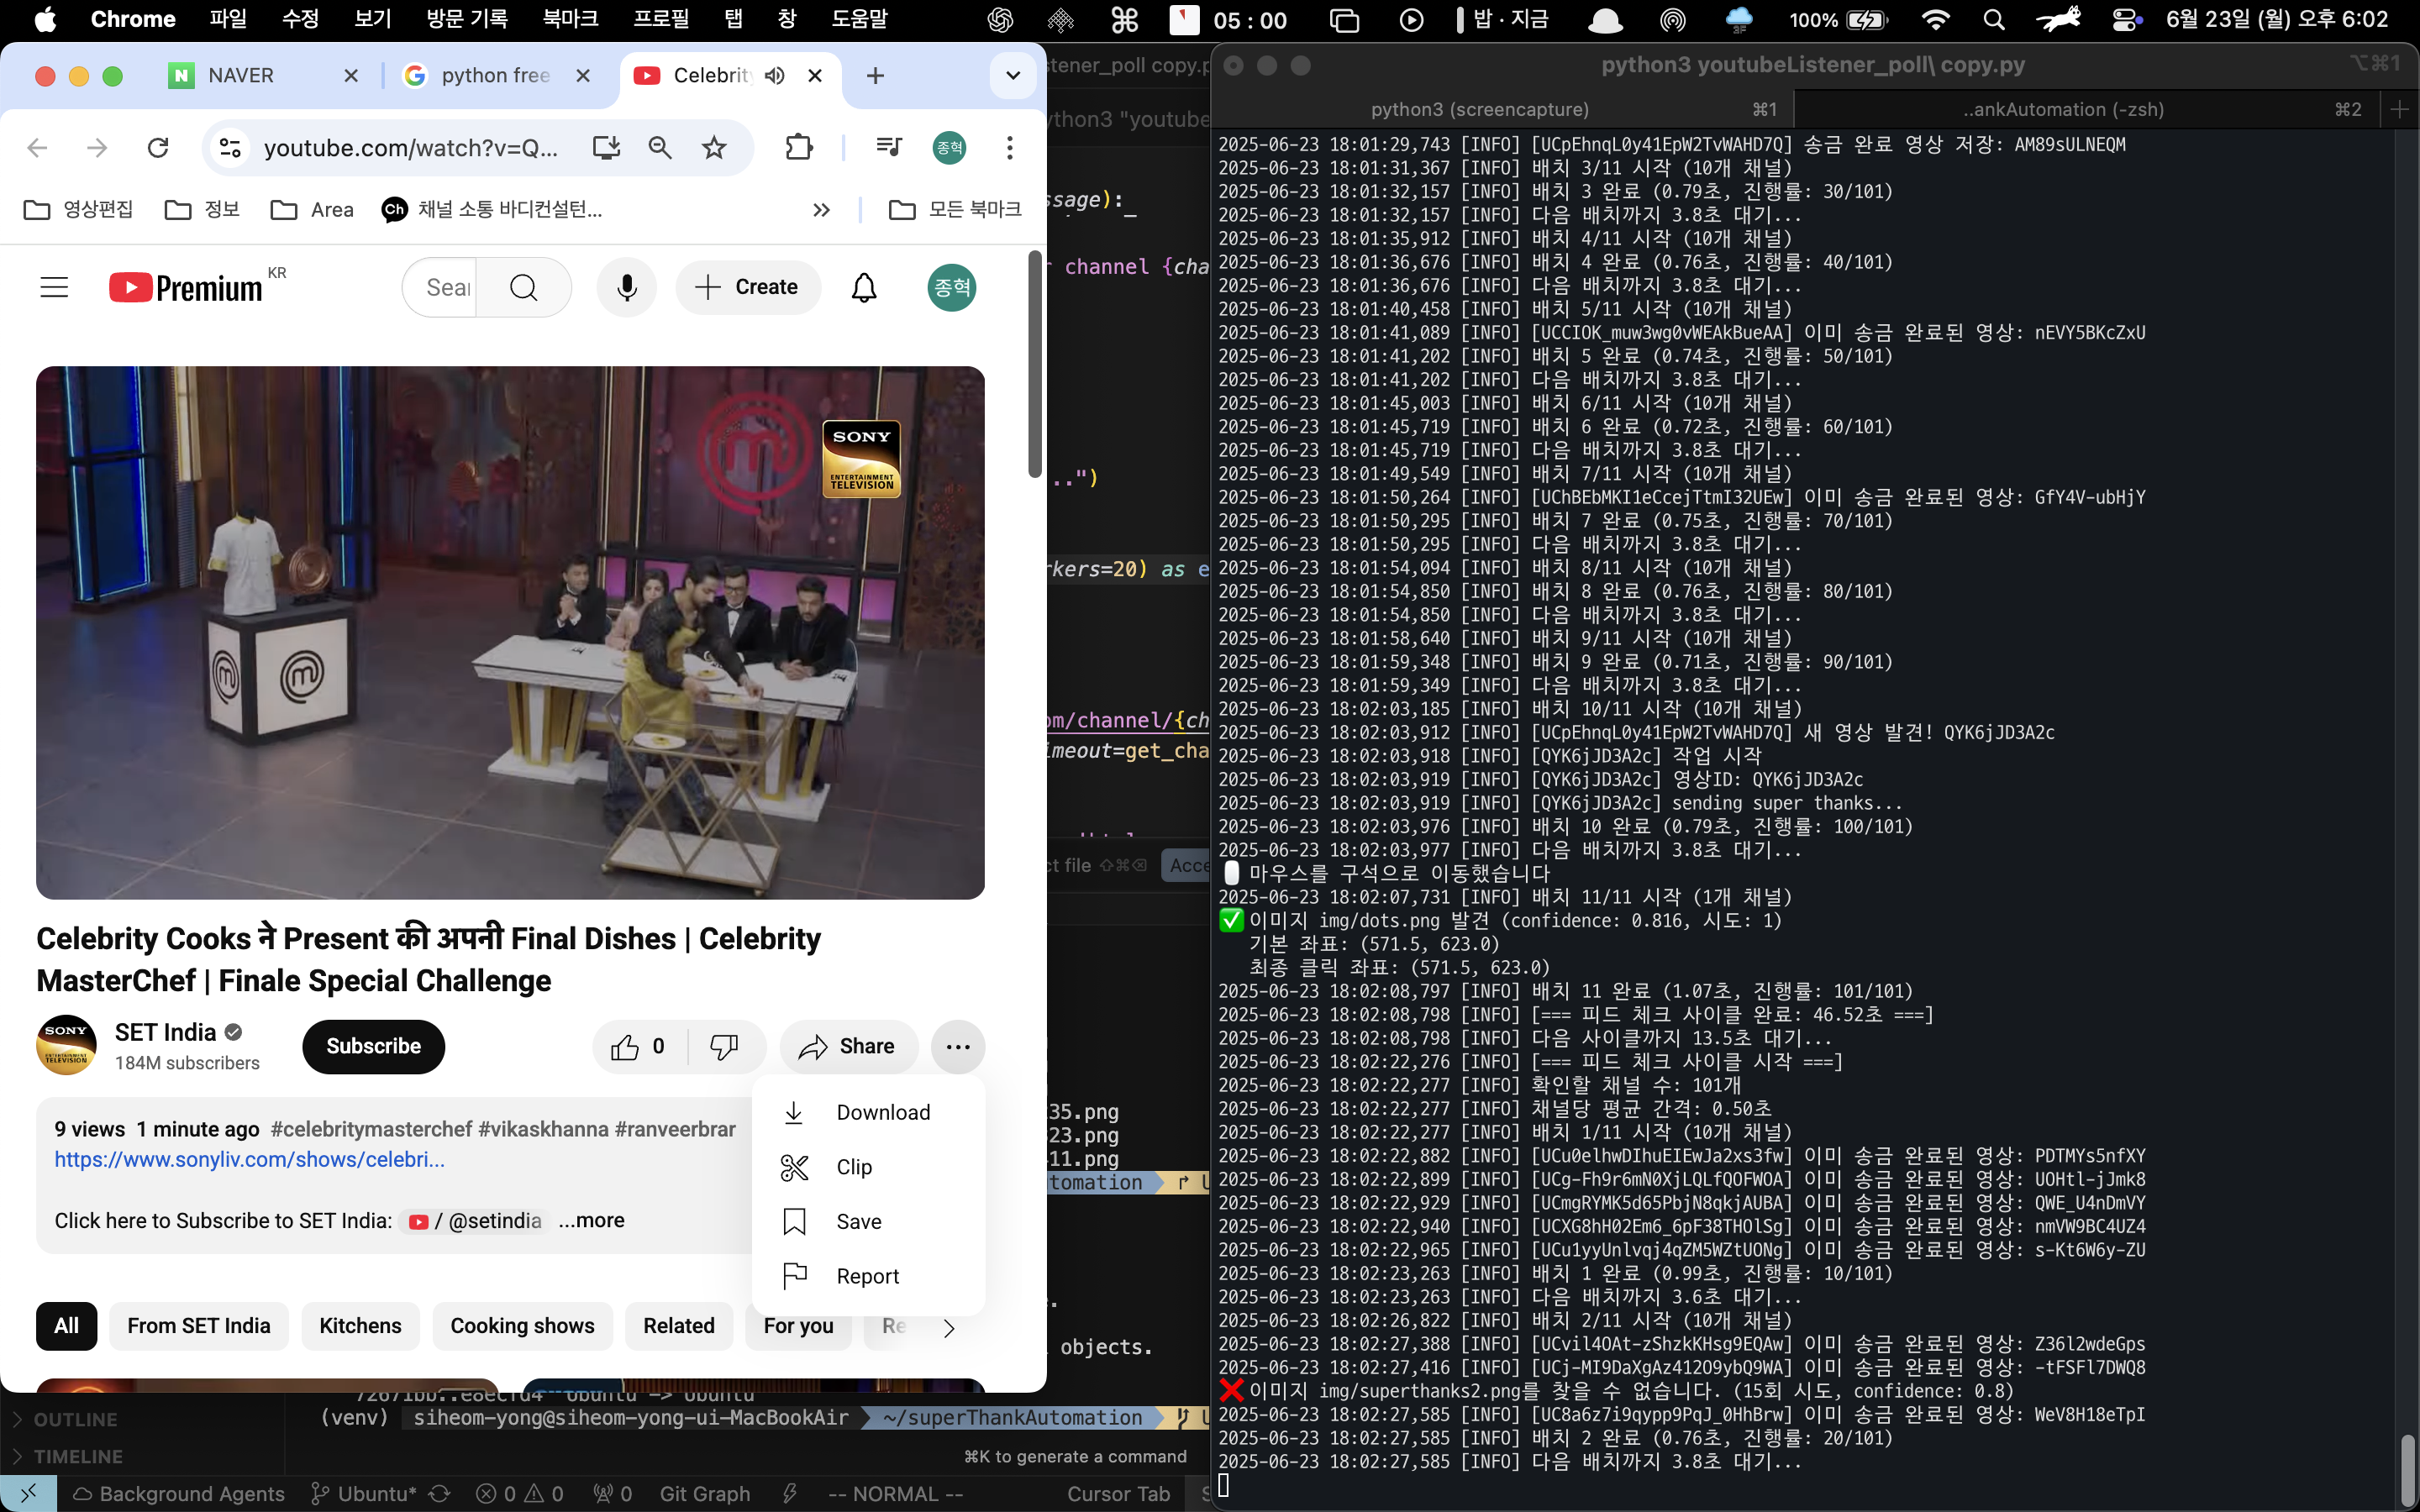 Chrome 파일 수정 보기 방문 기록 북마크 프로필 탭 창 도움말 05 : 00 밥 · 지금 100% 6월 23일 (월) 오후 6:02
NAVER
python free
Celebrity
youtube.com/watch?v=Q...
종혁
영상편집
정보
Area
채널 소통 바디컨설턴...
모든 북마크
Premium KR
Create
종혁
SONY
ENTERTAINMENT
TELEVISION
Celebrity Cooks ने Present की अपनी Final Dishes | Celebrity
MasterChef | Finale Special Challenge
SET India
184M subscribers
Subscribe
0
Share
Download
Clip
Save
Report
9 views 1 minute ago #celebritymasterchef #vikaskhanna #ranveerbrar
https://www.sonyliv.com/shows/celebri...
Click here to Subscribe to SET India: / @setindia ...more
All
From SET India
Kitchens
Cooking shows
Related
For you
Re
tener_poll copy.p
ython3 "youtube
ssage):
r channel {cha
..")
rkers=20) as e
om/channel/{ch
imeout=get_cha
ct file ⇧⌘⌫ Acce
35.png
23.png
11.png
tomation
objects.
(venv) siheom-yong@siheom-yong-ui-MacBookAir ~/superThankAutomation
OUTLINE
TIMELINE
⌘K to generate a command
Background Agents Ubuntu* 0 0 0 Git Graph -- NORMAL -- Cursor Tab
python3 youtubeListener_poll\ copy.py ⌥⌘1
python3 (screencapture) ⌘1 ..ankAutomation (-zsh) ⌘2
2025-06-23 18:01:29,743 [INFO] [UCpEhnqL0y41EpW2TvWAHD7Q] 송금 완료 영상 저장: AM89sULNEQM
2025-06-23 18:01:31,367 [INFO] 배치 3/11 시작 (10개 채널)
2025-06-23 18:01:32,157 [INFO] 배치 3 완료 (0.79초, 진행률: 30/101)
2025-06-23 18:01:32,157 [INFO] 다음 배치까지 3.8초 대기...
2025-06-23 18:01:35,912 [INFO] 배치 4/11 시작 (10개 채널)
2025-06-23 18:01:36,676 [INFO] 배치 4 완료 (0.76초, 진행률: 40/101)
2025-06-23 18:01:36,676 [INFO] 다음 배치까지 3.8초 대기...
2025-06-23 18:01:40,458 [INFO] 배치 5/11 시작 (10개 채널)
2025-06-23 18:01:41,089 [INFO] [UCCIOK_muw3wg0vWEAkBueAA] 이미 송금 완료된 영상: nEVY5BKcZxU
2025-06-23 18:01:41,202 [INFO] 배치 5 완료 (0.74초, 진행률: 50/101)
2025-06-23 18:01:41,202 [INFO] 다음 배치까지 3.8초 대기...
2025-06-23 18:01:45,003 [INFO] 배치 6/11 시작 (10개 채널)
2025-06-23 18:01:45,719 [INFO] 배치 6 완료 (0.72초, 진행률: 60/101)
2025-06-23 18:01:45,719 [INFO] 다음 배치까지 3.8초 대기...
2025-06-23 18:01:49,549 [INFO] 배치 7/11 시작 (10개 채널)
2025-06-23 18:01:50,264 [INFO] [UChBEbMKI1eCcejTtmI32UEw] 이미 송금 완료된 영상: GfY4V-ubHjY
2025-06-23 18:01:50,295 [INFO] 배치 7 완료 (0.75초, 진행률: 70/101)
2025-06-23 18:01:50,295 [INFO] 다음 배치까지 3.8초 대기...
2025-06-23 18:01:54,094 [INFO] 배치 8/11 시작 (10개 채널)
2025-06-23 18:01:54,850 [INFO] 배치 8 완료 (0.76초, 진행률: 80/101)
2025-06-23 18:01:54,850 [INFO] 다음 배치까지 3.8초 대기...
2025-06-23 18:01:58,640 [INFO] 배치 9/11 시작 (10개 채널)
2025-06-23 18:01:59,348 [INFO] 배치 9 완료 (0.71초, 진행률: 90/101)
2025-06-23 18:01:59,349 [INFO] 다음 배치까지 3.8초 대기...
2025-06-23 18:02:03,185 [INFO] 배치 10/11 시작 (10개 채널)
2025-06-23 18:02:03,912 [INFO] [UCpEhnqL0y41EpW2TvWAHD7Q] 새 영상 발견! QYK6jJD3A2c
2025-06-23 18:02:03,918 [INFO] [QYK6jJD3A2c] 작업 시작
2025-06-23 18:02:03,919 [INFO] [QYK6jJD3A2c] 영상ID: QYK6jJD3A2c
2025-06-23 18:02:03,919 [INFO] [QYK6jJD3A2c] sending super thanks...
2025-06-23 18:02:03,976 [INFO] 배치 10 완료 (0.79초, 진행률: 100/101)
2025-06-23 18:02:03,977 [INFO] 다음 배치까지 3.8초 대기...
마우스를 구석으로 이동했습니다
2025-06-23 18:02:07,731 [INFO] 배치 11/11 시작 (1개 채널)
✅ 이미지 img/dots.png 발견 (confidence: 0.816, 시도: 1)
기본 좌표: (571.5, 623.0)
최종 클릭 좌표: (571.5, 623.0)
2025-06-23 18:02:08,797 [INFO] 배치 11 완료 (1.07초, 진행률: 101/101)
2025-06-23 18:02:08,798 [INFO] [=== 피드 체크 사이클 완료: 46.52초 ===]
2025-06-23 18:02:08,798 [INFO] 다음 사이클까지 13.5초 대기...
2025-06-23 18:02:22,276 [INFO] [=== 피드 체크 사이클 시작 ===]
2025-06-23 18:02:22,277 [INFO] 확인할 채널 수: 101개
2025-06-23 18:02:22,277 [INFO] 채널당 평균 간격: 0.50초
2025-06-23 18:02:22,277 [INFO] 배치 1/11 시작 (10개 채널)
2025-06-23 18:02:22,882 [INFO] [UCu0elhwDIhuEIEwJa2xs3fw] 이미 송금 완료된 영상: PDTMYs5nfXY
2025-06-23 18:02:22,899 [INFO] [UCg-Fh9r6mN0XjLQLfQOFWOA] 이미 송금 완료된 영상: UOHtl-jJmk8
2025-06-23 18:02:22,929 [INFO] [UCmgRYMK5d65PbjN8qkjAUBA] 이미 송금 완료된 영상: QWE_U4nDmVY
2025-06-23 18:02:22,940 [INFO] [UCXG8hH02Em6_6pF38THOlSg] 이미 송금 완료된 영상: nmVW9BC4UZ4
2025-06-23 18:02:22,965 [INFO] [UCu1yyUnlvqj4qZM5WZtUONg] 이미 송금 완료된 영상: s-Kt6W6y-ZU
2025-06-23 18:02:23,263 [INFO] 배치 1 완료 (0.99초, 진행률: 10/101)
2025-06-23 18:02:23,263 [INFO] 다음 배치까지 3.6초 대기...
2025-06-23 18:02:26,822 [INFO] 배치 2/11 시작 (10개 채널)
2025-06-23 18:02:27,388 [INFO] [UCvil4OAt-zShzkKHsg9EQAw] 이미 송금 완료된 영상: Z36l2wdeGps
2025-06-23 18:02:27,416 [INFO] [UCj-MI9DaXgAz412O9ybQ9WA] 이미 송금 완료된 영상: -tFSFl7DWQ8
❌ 이미지 img/superthanks2.png를 찾을 수 없습니다. (15회 시도, confidence: 0.8)
2025-06-23 18:02:27,585 [INFO] [UC8a6z7i9qypp9PqJ_0HhBrw] 이미 송금 완료된 영상: WeV8H18eTpI
2025-06-23 18:02:27,585 [INFO] 배치 2 완료 (0.76초, 진행률: 20/101)
2025-06-23 18:02:27,585 [INFO] 다음 배치까지 3.8초 대기...